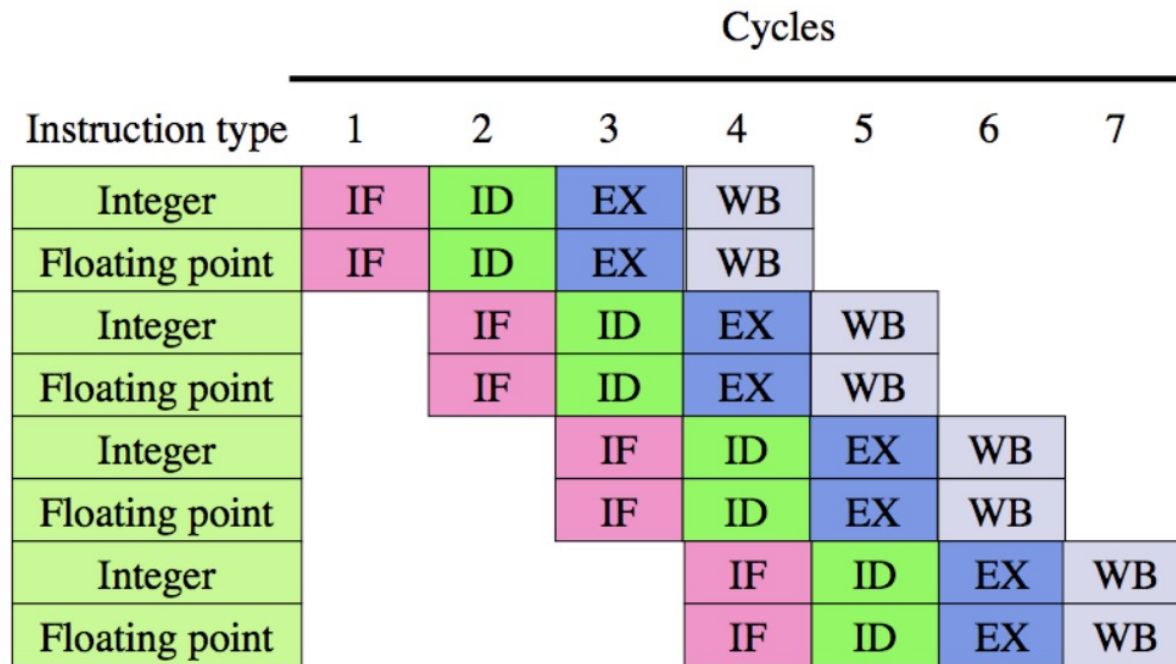 Cycles
Instruction type 1 2 3 4 5 6 7
Integer IF ID EX WB
Floating point IF ID EX WB
Integer IF ID EX WB
Floating point IF ID EX WB
Integer IF ID EX WB
Floating point IF ID EX WB
Integer IF ID EX WB
Floating point IF ID EX WB